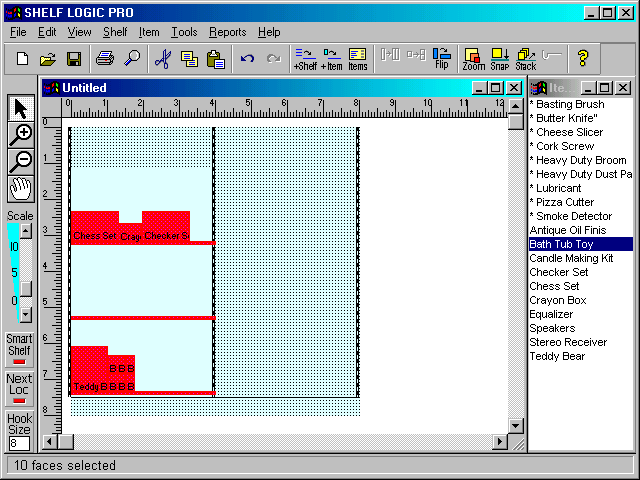 SHELF LOGIC PRO
File Edit View Shelf Item Tools Help
+Shelf +Item Items Flip Zoom Snap Stack
Untitled
Ite...
0 1 2 3 4 5 6 7 8 9 10 11 12
0
1
2
3
4
5
6
7
8
Scale
10
5
0
Smart
Shelf
Next
Loc
Hook
Size
8
Chess Set Crayo Checker Se
B B B
Teddy B B B B
* Basting Brush
* Butter Knife"
* Cheese Slicer
* Cork Screw
* Heavy Duty Broom
* Heavy Duty Dust Pa
* Lubricant
* Pizza Cutter
* Smoke Detector
Antique Oil Finis
Bath Tub Toy
Candle Making Kit
Checker Set
Chess Set
Crayon Box
Equalizer
Speakers
Stereo Receiver
Teddy Bear
10 faces selected